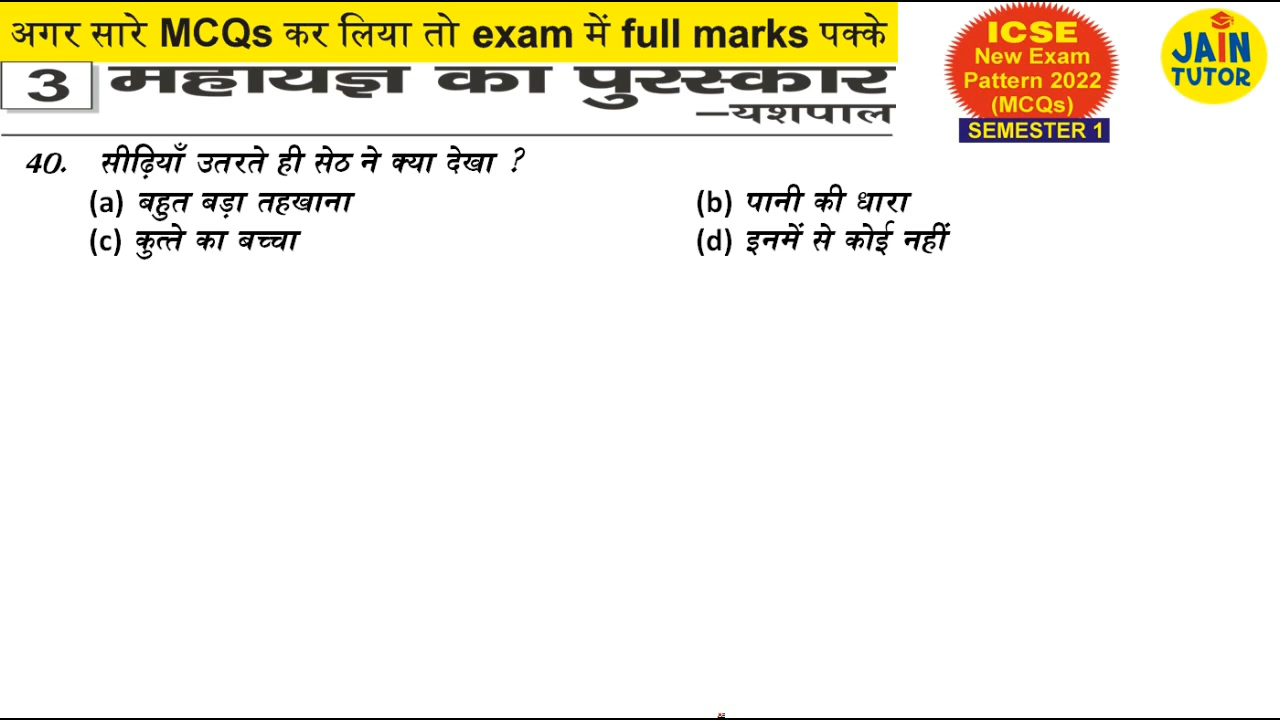 अगर सारे MCQs कर लिया तो exam में full marks पक्के
ICSE
New Exam
Pattern 2022
(MCQs)
SEMESTER 1
JAIN
TUTOR
3 महायज्ञ का पुरस्कार
—यशपाल
40. सीढ़ियाँ उतरते ही सेठ ने क्या देखा ?
(a) बहुत बड़ा तहखाना (b) पानी की धारा
(c) कुत्ते का बच्चा (d) इनमें से कोई नहीं